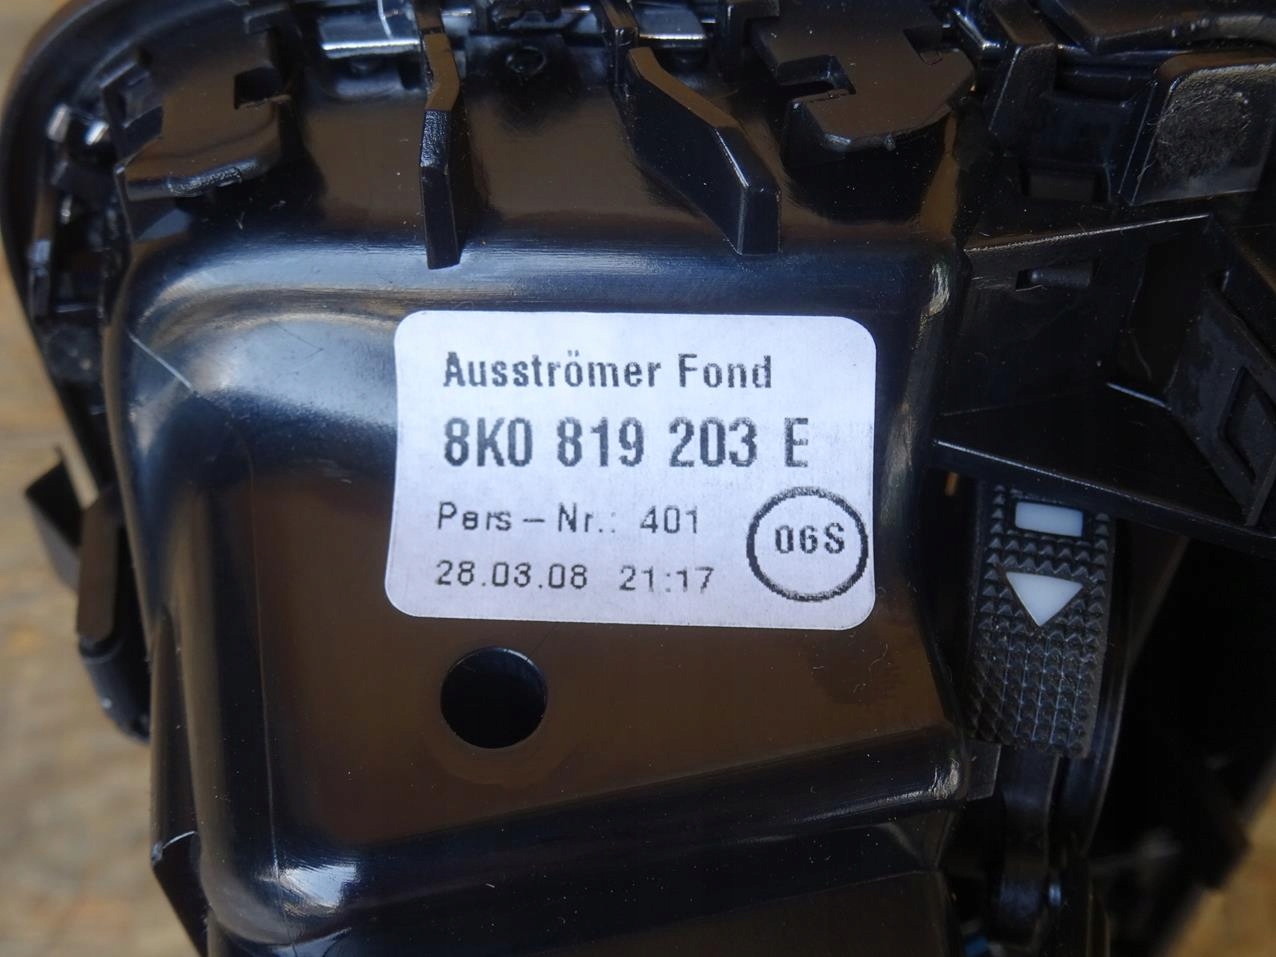 Ausströmer Fond
8K0 819 203 E
Pers-Nr.: 401
06S
28.03.08 21:17